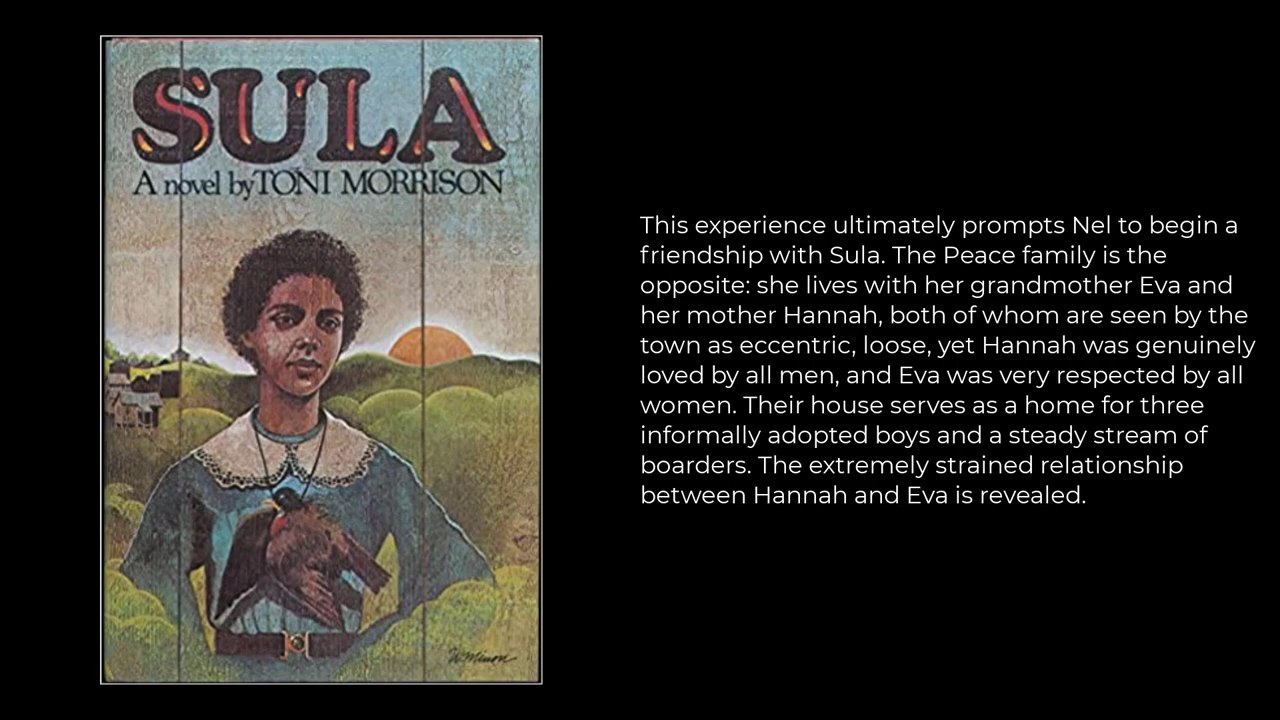 SULA
A novel by TONI MORRISON
This experience ultimately prompts Nel to begin a
friendship with Sula. The Peace family is the
opposite: she lives with her grandmother Eva and
her mother Hannah, both of whom are seen by the
town as eccentric, loose, yet Hannah was genuinely
loved by all men, and Eva was very respected by all
women. Their house serves as a home for three
informally adopted boys and a steady stream of
boarders. The extremely strained relationship
between Hannah and Eva is revealed.